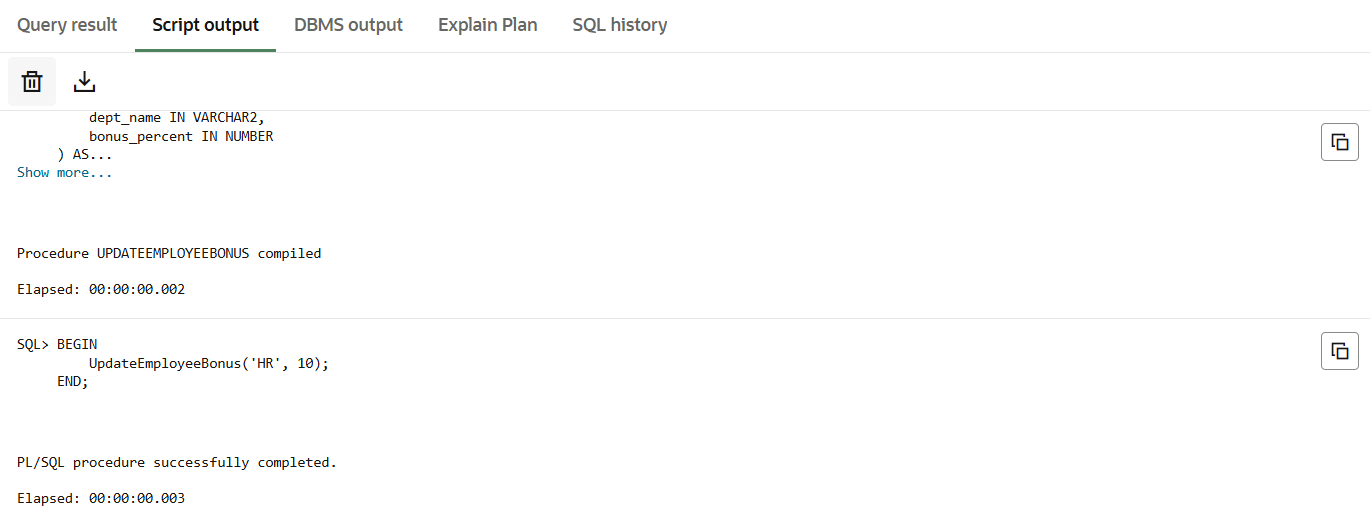 Query result Script output DBMS output Explain Plan SQL history
dept_name IN VARCHAR2,
bonus_percent IN NUMBER
) AS...
Show more...
Procedure UPDATEEMPLOYEEBONUS compiled
Elapsed: 00:00:00.002
SQL> BEGIN
UpdateEmployeeBonus('HR', 10);
END;
PL/SQL procedure successfully completed.
Elapsed: 00:00:00.003